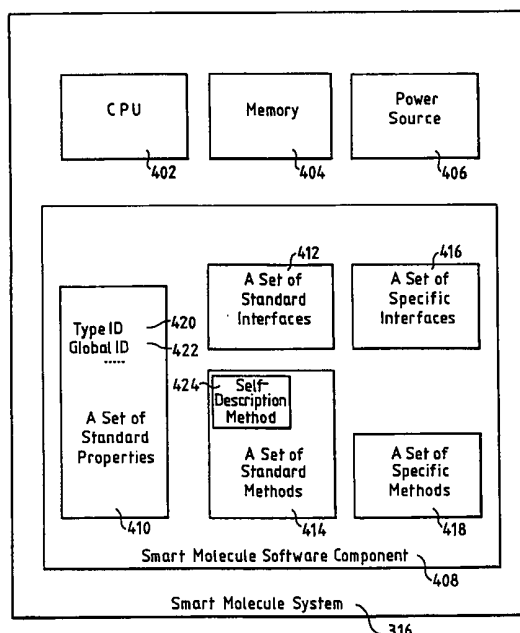 CPU
402
Memory
404
Power
Source
406
412
A Set of
Standard
Interfaces
416
A Set of
Specific
Interfaces
Type ID 420
Global ID 422
A Set of
Standard
Properties
410
424
Self-
Description
Method
A Set of
Standard
Methods
414
A Set of
Specific
Methods
418
Smart Molecule Software Component
408
Smart Molecule System
316